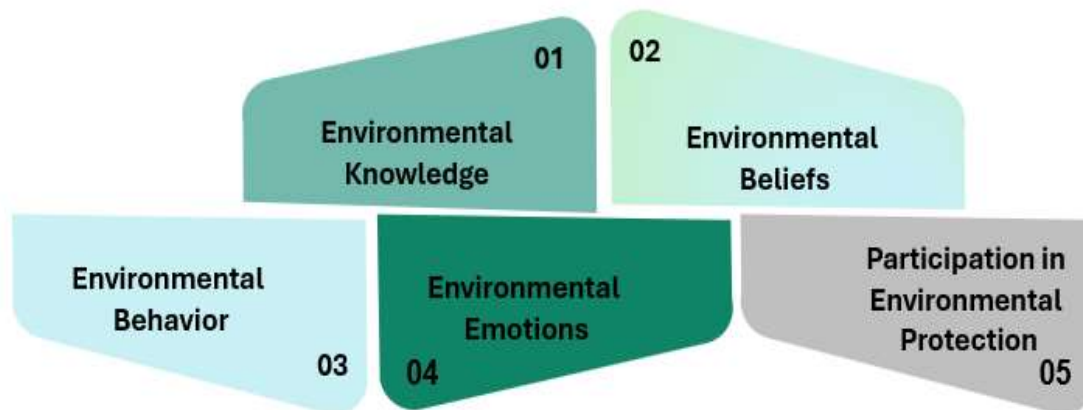 01
Environmental
Knowledge
02
Environmental
Beliefs
Environmental
Behavior
03
Environmental
Emotions
04
Participation in
Environmental
Protection
05